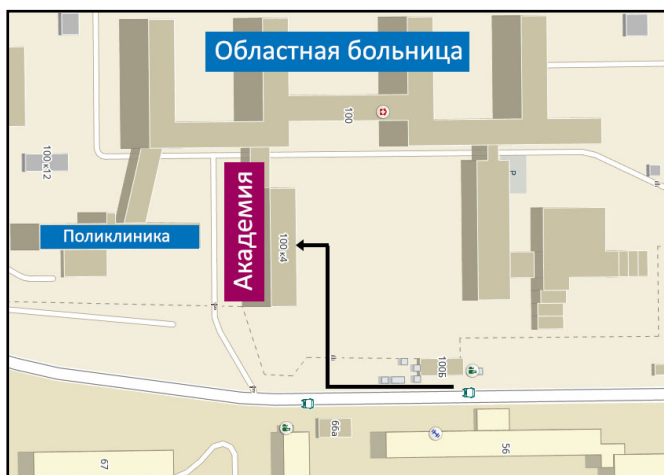 Областная больница
100
100 к12
P
Академия
Поликлиника
100 к4
100Б
66а
56
67